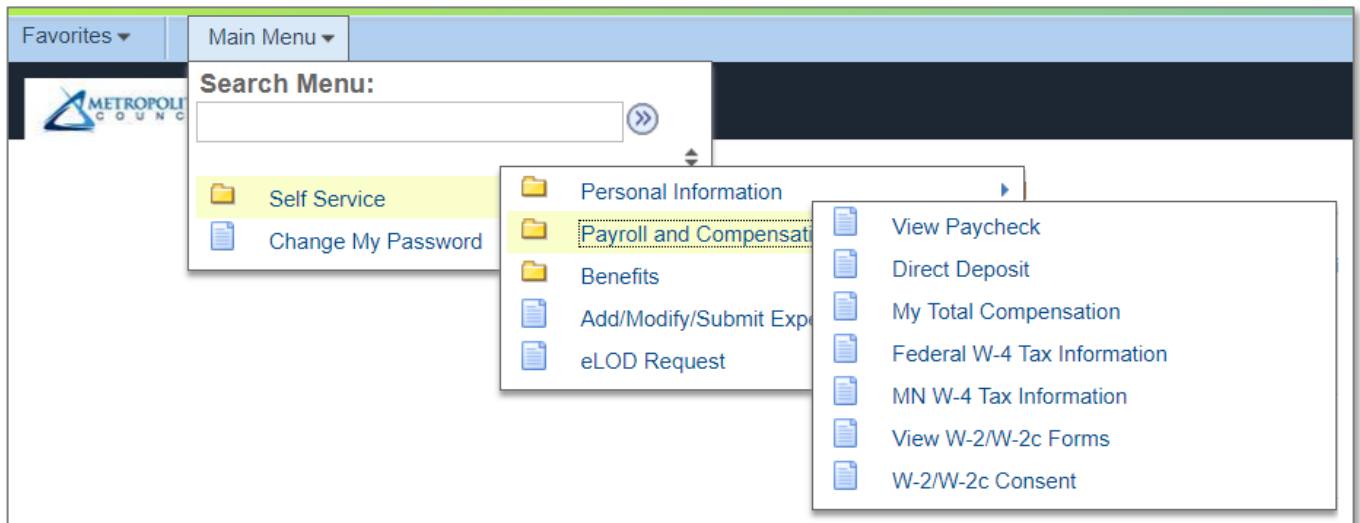 Favorites
Main Menu
Search Menu:
METROPOLIT
COUNC
Self Service
Change My Password
Personal Information
Payroll and Compensati
Benefits
Add/Modify/Submit Expe
eLOD Request
View Paycheck
Direct Deposit
My Total Compensation
Federal W-4 Tax Information
MN W-4 Tax Information
View W-2/W-2c Forms
W-2/W-2c Consent